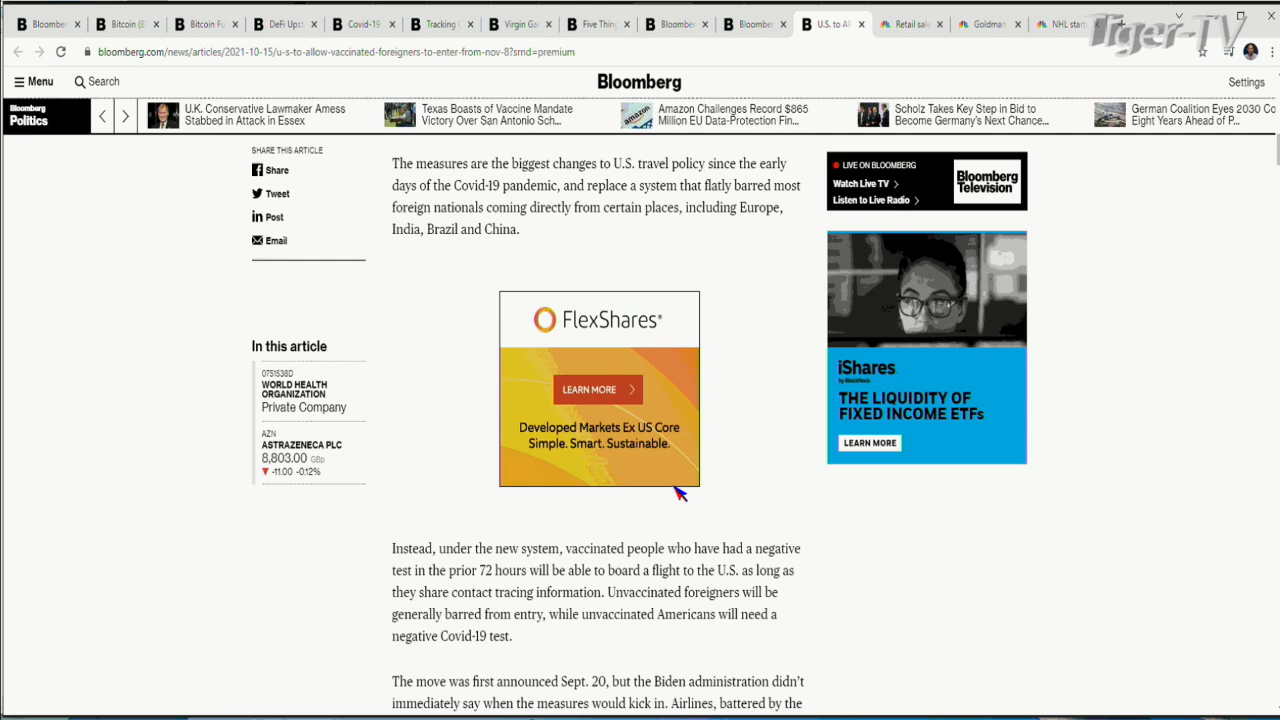 Bloomber
Bitcoin (B
Bitcoin Fu
DeFi Upst
Covid-19
Tracking C
Virgin Gal
Five Thing
Bloombe
Bloombe
U.S. to Al
Retail sale
Goldman
NHL star
Tiger-TV
bloomberg.com/news/articles/2021-10-15/u-s-to-allow-vaccinated-foreigners-to-enter-from-nov-8?srnd=premium
Menu
Search
Bloomberg
Settings
Bloomberg
Politics
U.K. Conservative Lawmaker Amess
Stabbed in Attack in Essex
Texas Boasts of Vaccine Mandate
Victory Over San Antonio Sch...
amazon
Amazon Challenges Record $865
Million EU Data-Protection Fin...
Scholz Takes Key Step in Bid to
Become Germany's Next Chance...
German Coalition Eyes 2030 Co
Eight Years Ahead of P...
SHARE THIS ARTICLE
Share
Tweet
Post
Email
The measures are the biggest changes to U.S. travel policy since the early
days of the Covid-19 pandemic, and replace a system that flatly barred most
foreign nationals coming directly from certain places, including Europe,
India, Brazil and China.
LIVE ON BLOOMBERG
Watch Live TV
Listen to Live Radio
Bloomberg
Television
FlexShares®
LEARN MORE
Developed Markets Ex US Core
Simple. Smart. Sustainable.
iShares
by BlackRock
THE LIQUIDITY OF
FIXED INCOME ETFs
LEARN MORE
In this article
0751538D
WORLD HEALTH
ORGANIZATION
Private Company
AZN
ASTRAZENECA PLC
8,803.00 GBp
▼ -11.00 -0.12%
Instead, under the new system, vaccinated people who have had a negative
test in the prior 72 hours will be able to board a flight to the U.S. as long as
they share contact tracing information. Unvaccinated foreigners will be
generally barred from entry, while unvaccinated Americans will need a
negative Covid-19 test.
The move was first announced Sept. 20, but the Biden administration didn't
immediately say when the measures would kick in. Airlines, battered by the